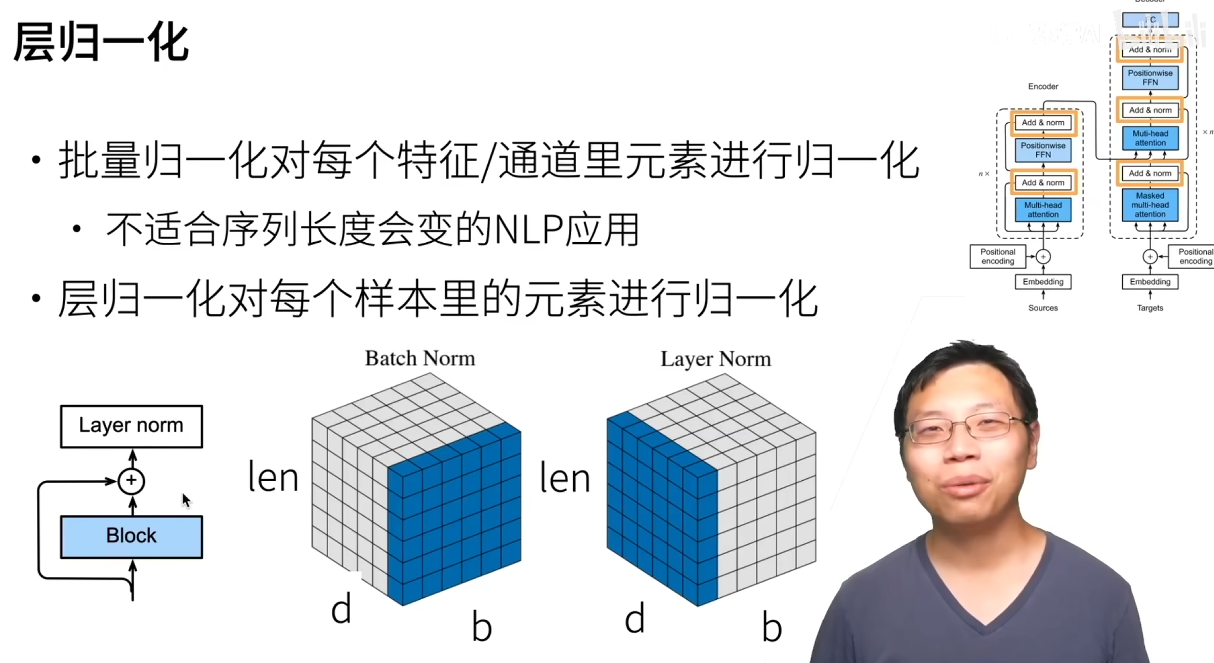 层归一化
• 批量归一化对每个特征/通道里元素进行归一化
• 不适合序列长度会变的NLP应用
• 层归一化对每个样本里的元素进行归一化
Layer norm
+
Block
Batch Norm
len
d
b
Layer Norm
len
d
b
Encoder
Add & norm
Positionwise
FFN
n×
Add & norm
Multi-head
attention
Positional
encoding
+
Embedding
Sources
Decoder
FC
Add & norm
Positionwise
FFN
Add & norm
Muti-head
attention
× n
Add & norm
Masked
multi-head
attention
+
Positional
encoding
Embedding
Targets